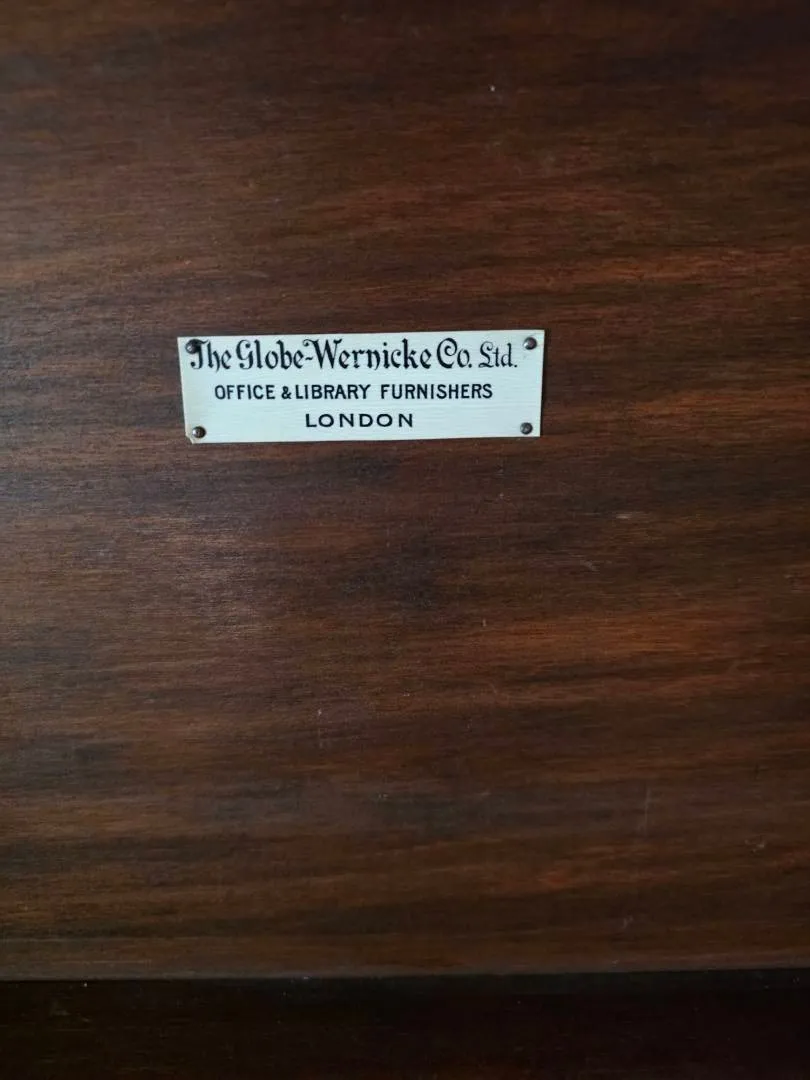 The Globe-Wernicke Co. Ltd.
OFFICE & LIBRARY FURNISHERS
LONDON